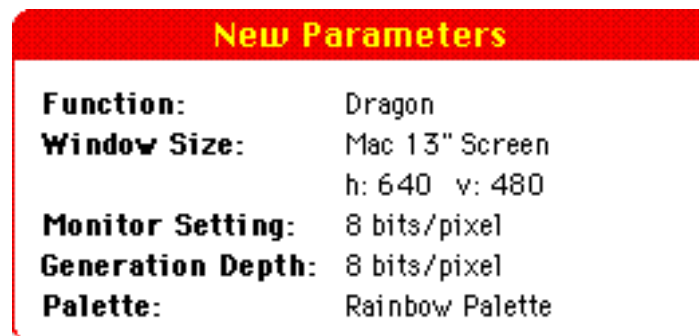 New Parameters
Function: Dragon
Window Size: Mac 13" Screen
h: 640 v: 480
Monitor Setting: 8 bits/pixel
Generation Depth: 8 bits/pixel
Palette: Rainbow Palette